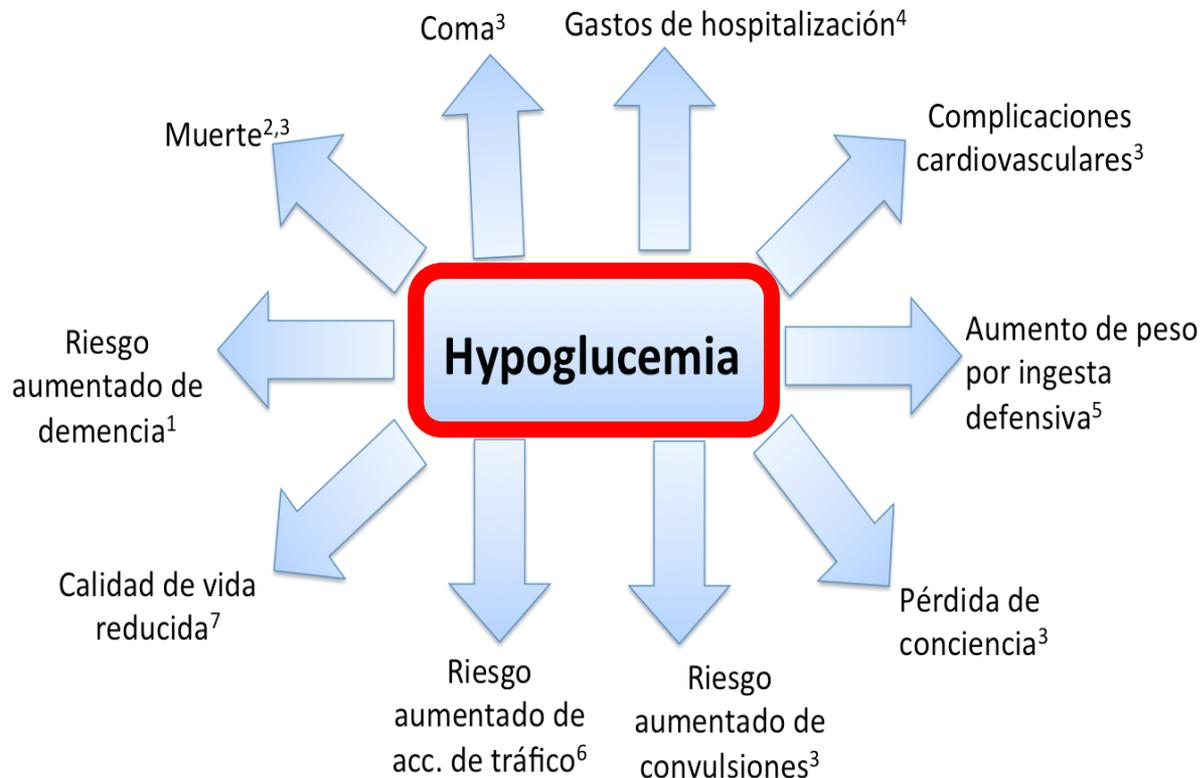 Coma³
Gastos de hospitalización⁴
Muerte²,³
Complicaciones
cardiovasculares³
Hypoglucemia
Riesgo
aumentado de
demencia¹
Aumento de peso
por ingesta
defensiva⁵
Calidad de vida
reducida⁷
Pérdida de
conciencia³
Riesgo
aumentado de
acc. de tráfico⁶
Riesgo
aumentado de
convulsiones³